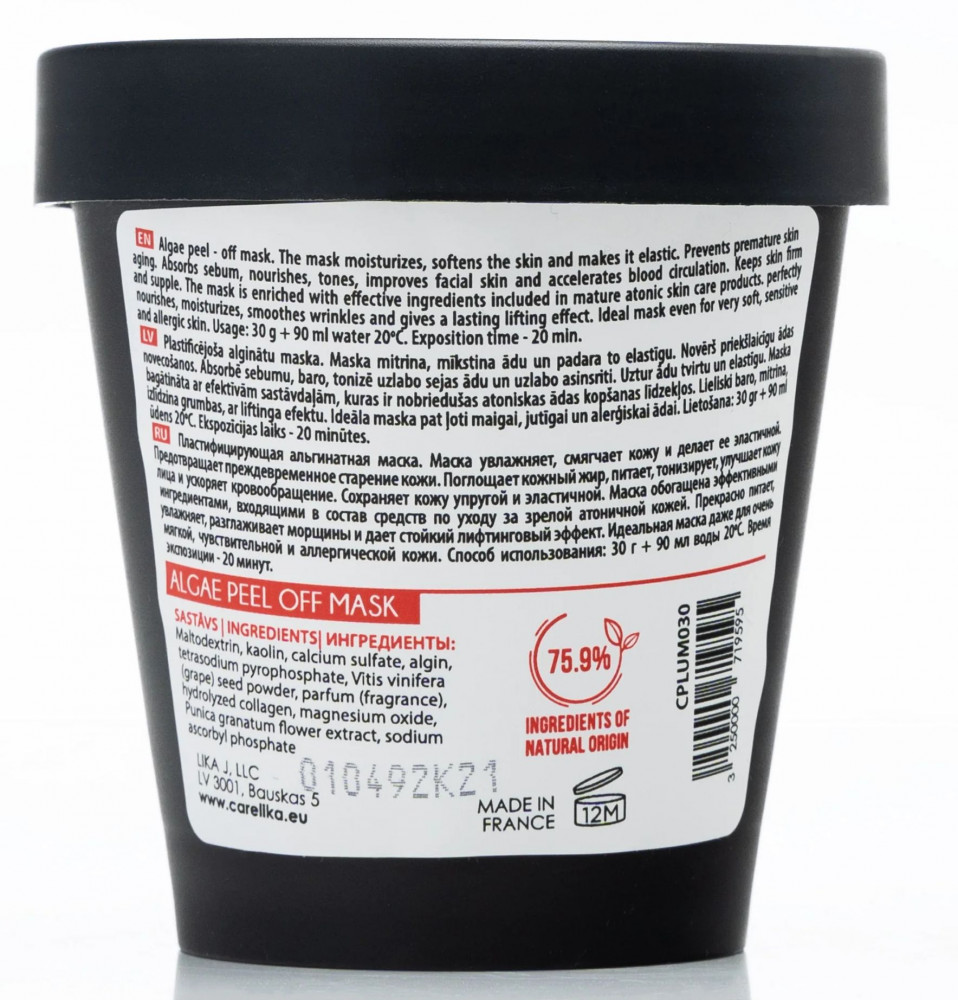 EN Algae peel - off mask. The mask moisturizes, softens the skin and makes it elastic. Prevents premature skin
aging. Absorbs sebum, nourishes, tones, improves facial skin and accelerates blood circulation. Keeps skin firm
and supple. The mask is enriched with effective ingredients included in mature atonic skin care products. perfectly
nourishes, moisturizes, smoothes wrinkles and gives a lasting lifting effect. Ideal mask even for very soft, sensitive
and allergic skin. Usage: 30 g + 90 ml water 20ºC. Exposition time - 20 min.
LV Plastificējoša algīnātu maska. Maska mitrina, mīkstina ādu un padara to elastīgu. Novērš priekšlaicīgu ādas
novecošanos. Absorbē sebumu, baro, tonizē uzlabo sejas ādu un uzlabo asinsriti. Uztur ādu tvirtu un elastīgu. Maska
bagātināta ar efektīvām sastāvdaļām, kuras ir nobriedušas atoniskas ādas kopšanas līdzekļos. Lieliski baro, mitrina,
izlīdzina grumbas, ar liftinga efektu. Ideāla maska pat ļoti maigai, jutīgai un alerģiskai ādai. Lietošana: 30 gr + 90 ml
ūdens 20ºC. Ekspozīcijas laiks - 20 minūtes.
RU Пластифицирующая альгинатная маска. Маска увлажняет, смягчает кожу и делает ее эластичной.
Предотвращает преждевременное старение кожи. Поглощает кожный жир, питает, тонизирует, улучшает кожу
лица и ускоряет кровообращение. Сохраняет кожу упругой и эластичной. Маска обогащена эффективными
ингредиентами, входящими в состав средств по уходу за зрелой атоничной кожей. Прекрасно питает,
увлажняет, разглаживает морщины и дает стойкий лифтинговый эффект. Идеальная маска даже для очень
мягкой, чувствительной и аллергической кожи. Способ использования: 30 г + 90 мл воды 20ºC. Время
экспозиции - 20 минут.
ALGAE PEEL OFF MASK
SASTĀVS | INGREDIENTS| ИНГРЕДИЕНТЫ:
Maltodextrin, kaolin, calcium sulfate, algin,
tetrasodium pyrophosphate, Vitis vinifera
(grape) seed powder, parfum (fragrance),
hydrolyzed collagen, magnesium oxide,
Punica granatum flower extract, sodium
ascorbyl phosphate
LIKA J, LLC
LV 3001, Bauskas 5
www.carelika.eu
010492K21
75.9%
INGREDIENTS OF
NATURAL ORIGIN
MADE IN
FRANCE
12M
CPLUM030
3 250000 719595